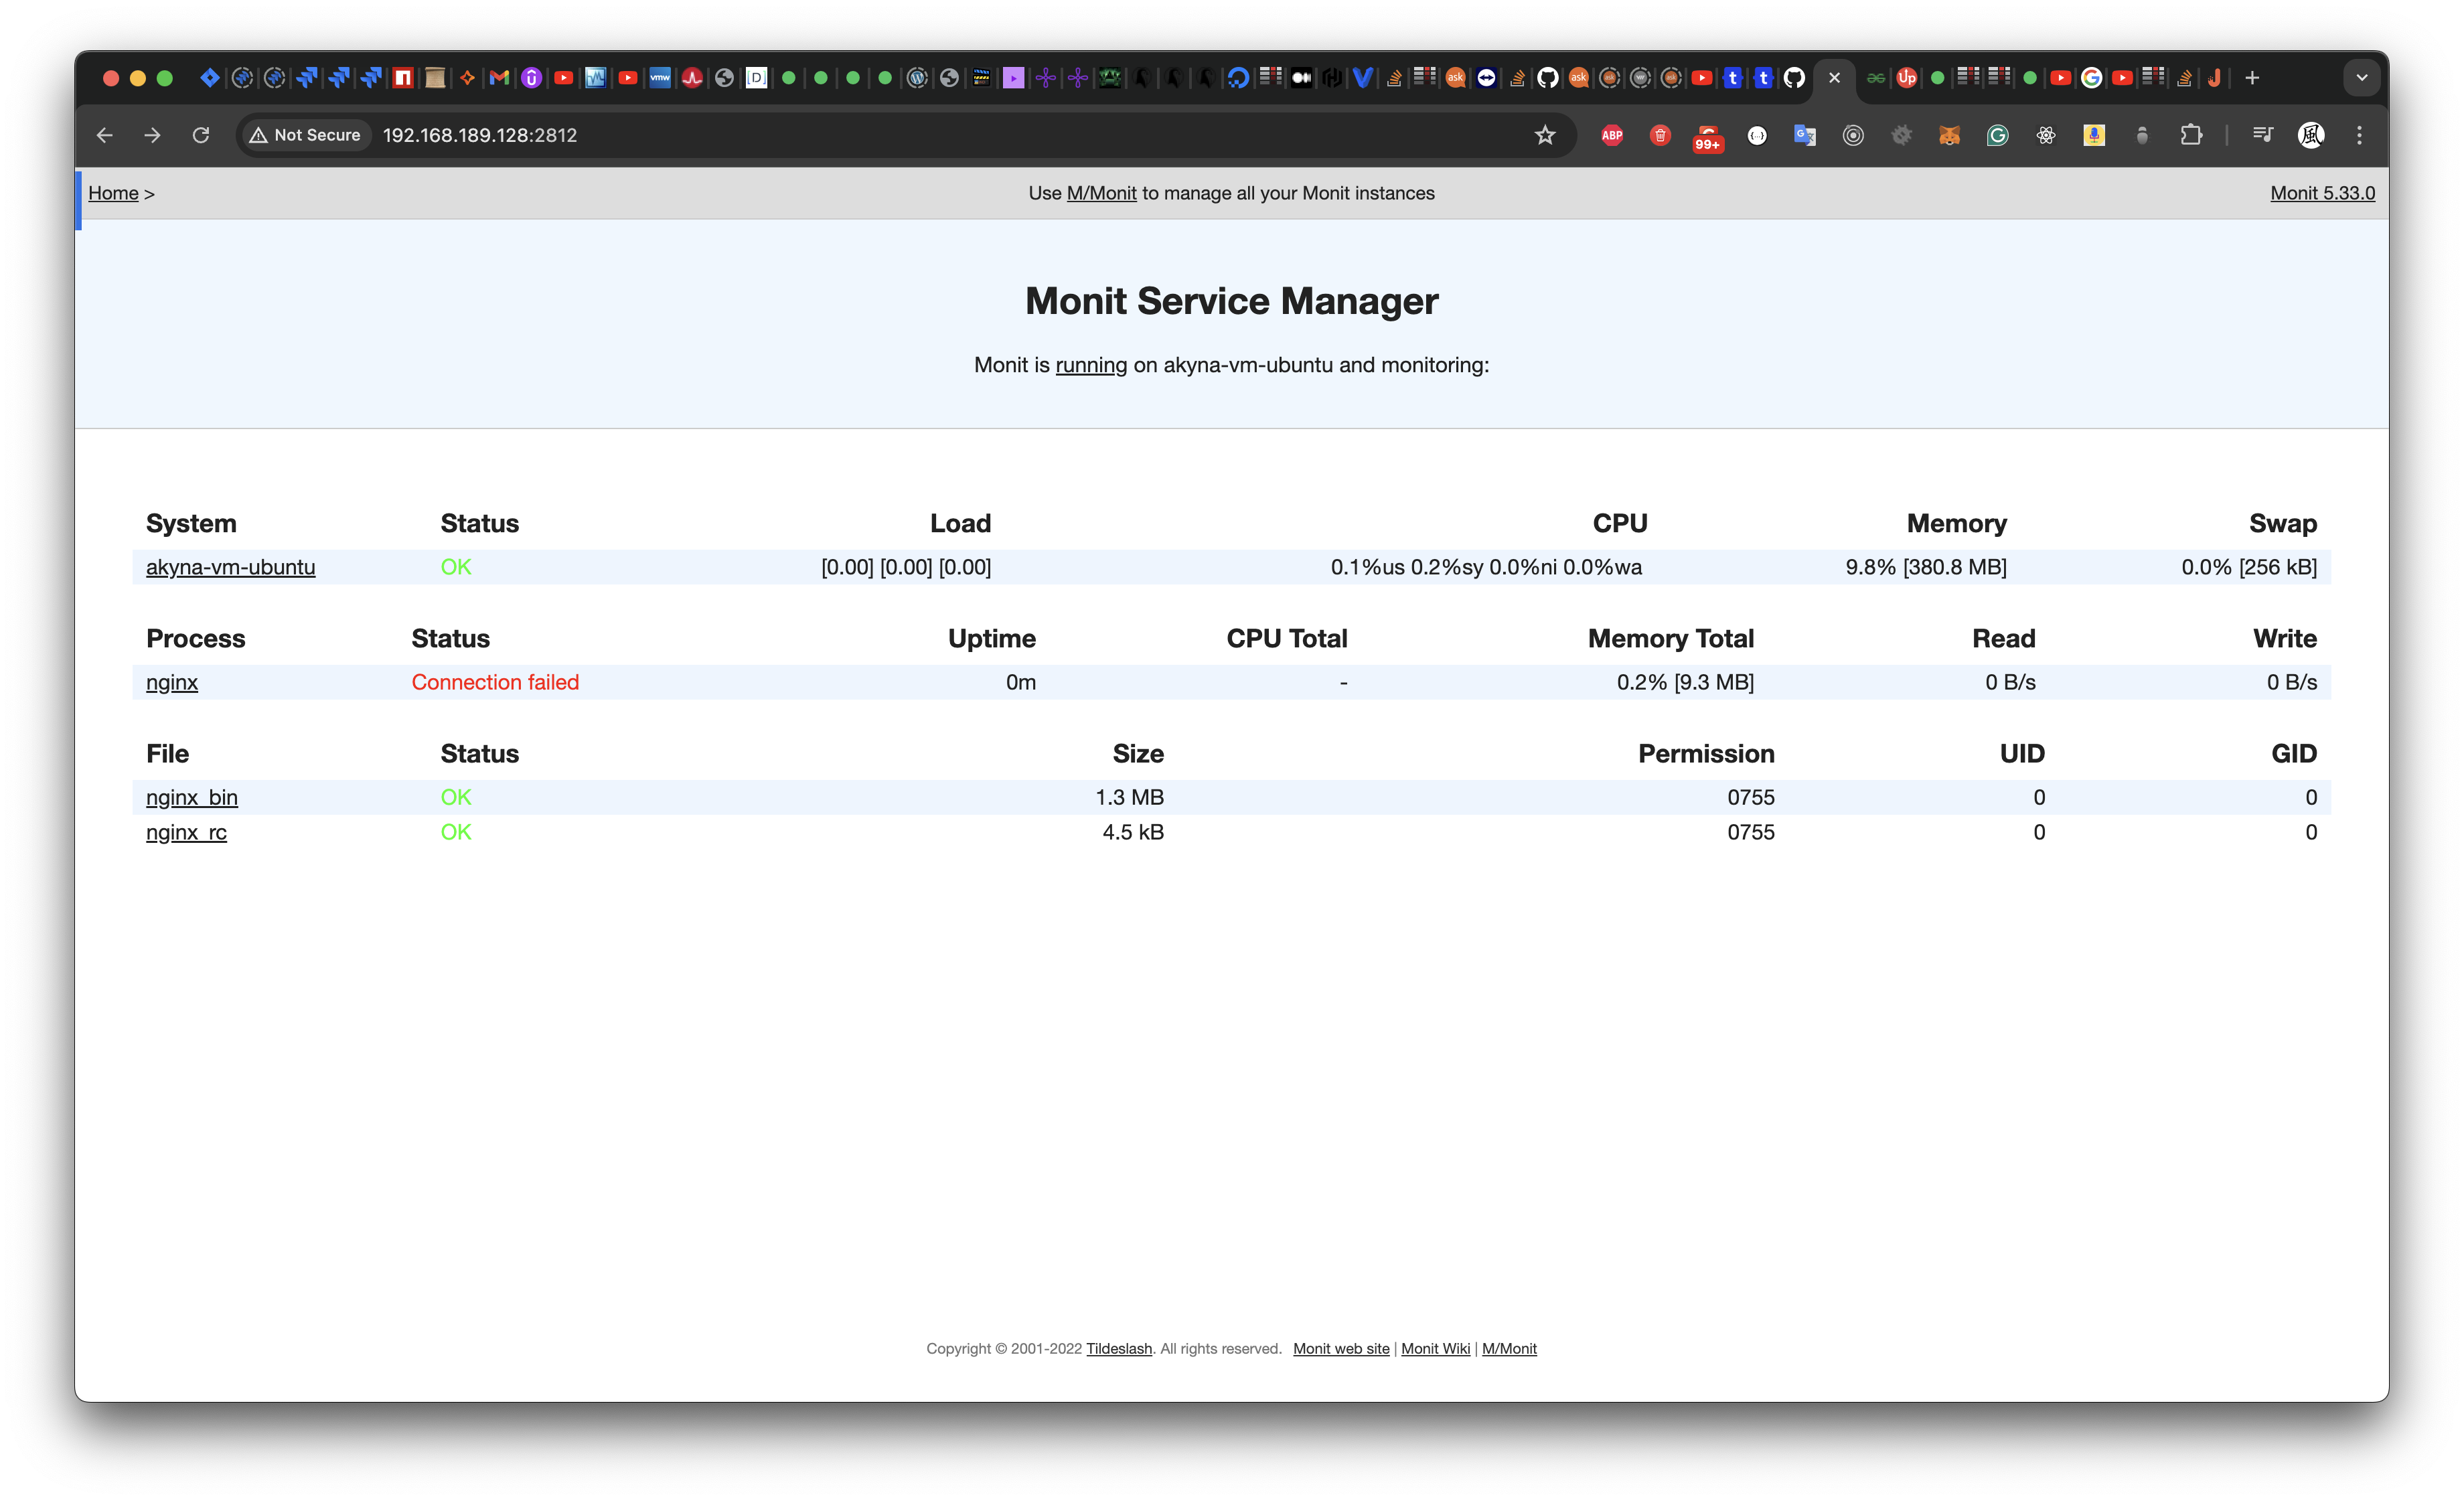 Not Secure 192.168.189.128:2812
ABP
99+
Home > Use M/Monit to manage all your Monit instances Monit 5.33.0
Monit Service Manager
Monit is running on akyna-vm-ubuntu and monitoring:
System Status Load CPU Memory Swap
akyna-vm-ubuntu OK [0.00] [0.00] [0.00] 0.1%us 0.2%sy 0.0%ni 0.0%wa 9.8% [380.8 MB] 0.0% [256 kB]
Process Status Uptime CPU Total Memory Total Read Write
nginx Connection failed 0m - 0.2% [9.3 MB] 0 B/s 0 B/s
File Status Size Permission UID GID
nginx_bin OK 1.3 MB 0755 0 0
nginx_rc OK 4.5 kB 0755 0 0
Copyright © 2001-2022 Tildeslash. All rights reserved. Monit web site | Monit Wiki | M/Monit